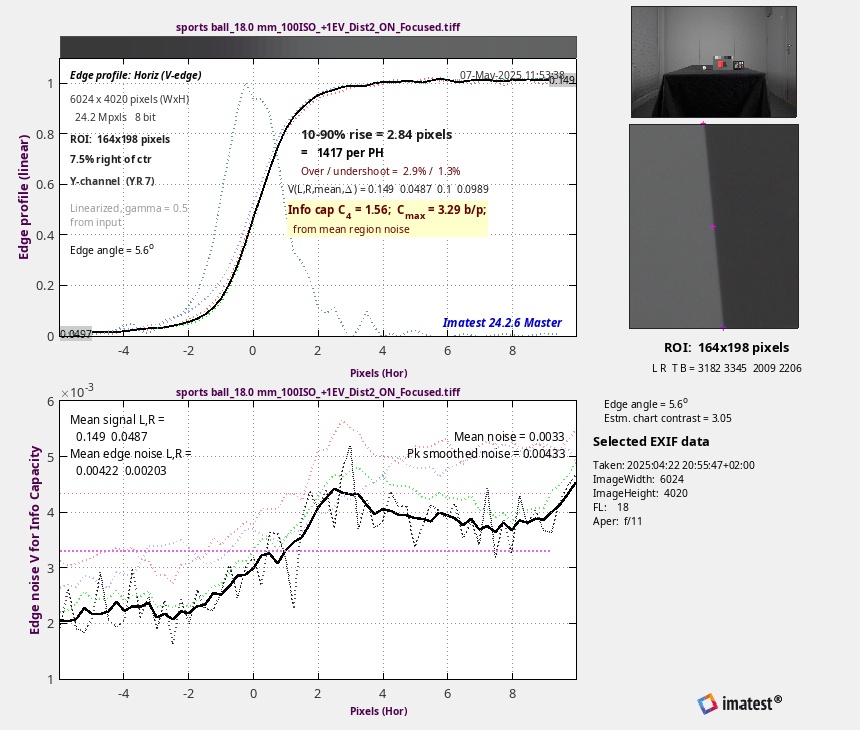 sports ball_18.0 mm_100ISO_+1EV_Dist2_ON_Focused.tiff
Edge profile: Horiz (V-edge)
07-May-2025 11:53:38
0.149
6024 x 4020 pixels (WxH)
24.2 Mpxls   8 bit
ROI:  164x198 pixels
7.5% right of ctr
Y-channel  (Y R 7)
Linearized, gamma = 0.5
from input
Edge angle = 5.6o
10-90% rise = 2.84 pixels
=   1417 per PH
Over / undershoot =  2.9% /  1.3%
V(L,R,mean,Δ) = 0.149  0.0487  0.1  0.0989
Info cap C4 = 1.56;  Cmax = 3.29 b/p;
from mean region noise
0.0497
Imatest 24.2.6 Master
Edge profile (linear)
1
0.8
0.6
0.4
0.2
0
-4 -2 0 2 4 6 8
Pixels (Hor)
ROI:  164x198 pixels
L R  T B = 3182 3345  2009 2206
sports ball_18.0 mm_100ISO_+1EV_Dist2_ON_Focused.tiff
×10-3
Mean signal L,R =
0.149  0.0487
Mean edge noise L,R =
0.00422  0.00203
Mean noise = 0.0033
Pk smoothed noise = 0.00433
Edge noise V for Info Capacity
6
5
4
3
2
1
-4 -2 0 2 4 6 8
Pixels (Hor)
Edge angle = 5.6o
Estm. chart contrast = 3.05
Selected EXIF data
Taken: 2025:04:22 20:55:47+02:00
ImageWidth:  6024
ImageHeight:  4020
FL:    18
Aper:  f/11
imatest®